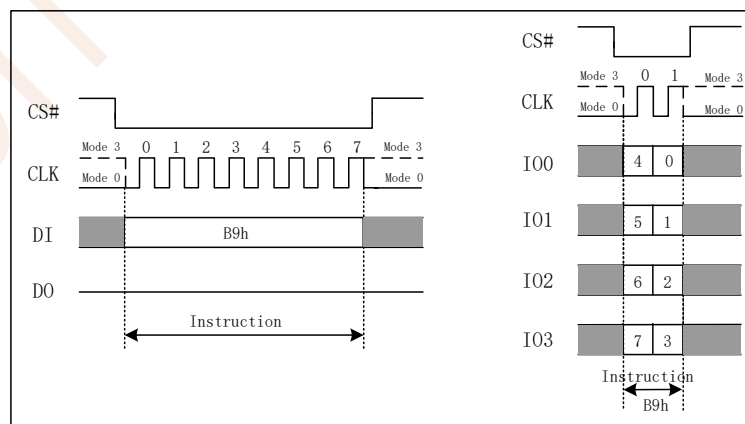 CS#
Mode 3 0 1 2 3 4 5 6 7 Mode 3
CLK
Mode 0 Mode 0
DI B9h
DO
Instruction
CS#
Mode 3 0 1 Mode 3
CLK
Mode 0 Mode 0
IO0 4 0
IO1 5 1
IO2 6 2
IO3 7 3
Instruction
B9h